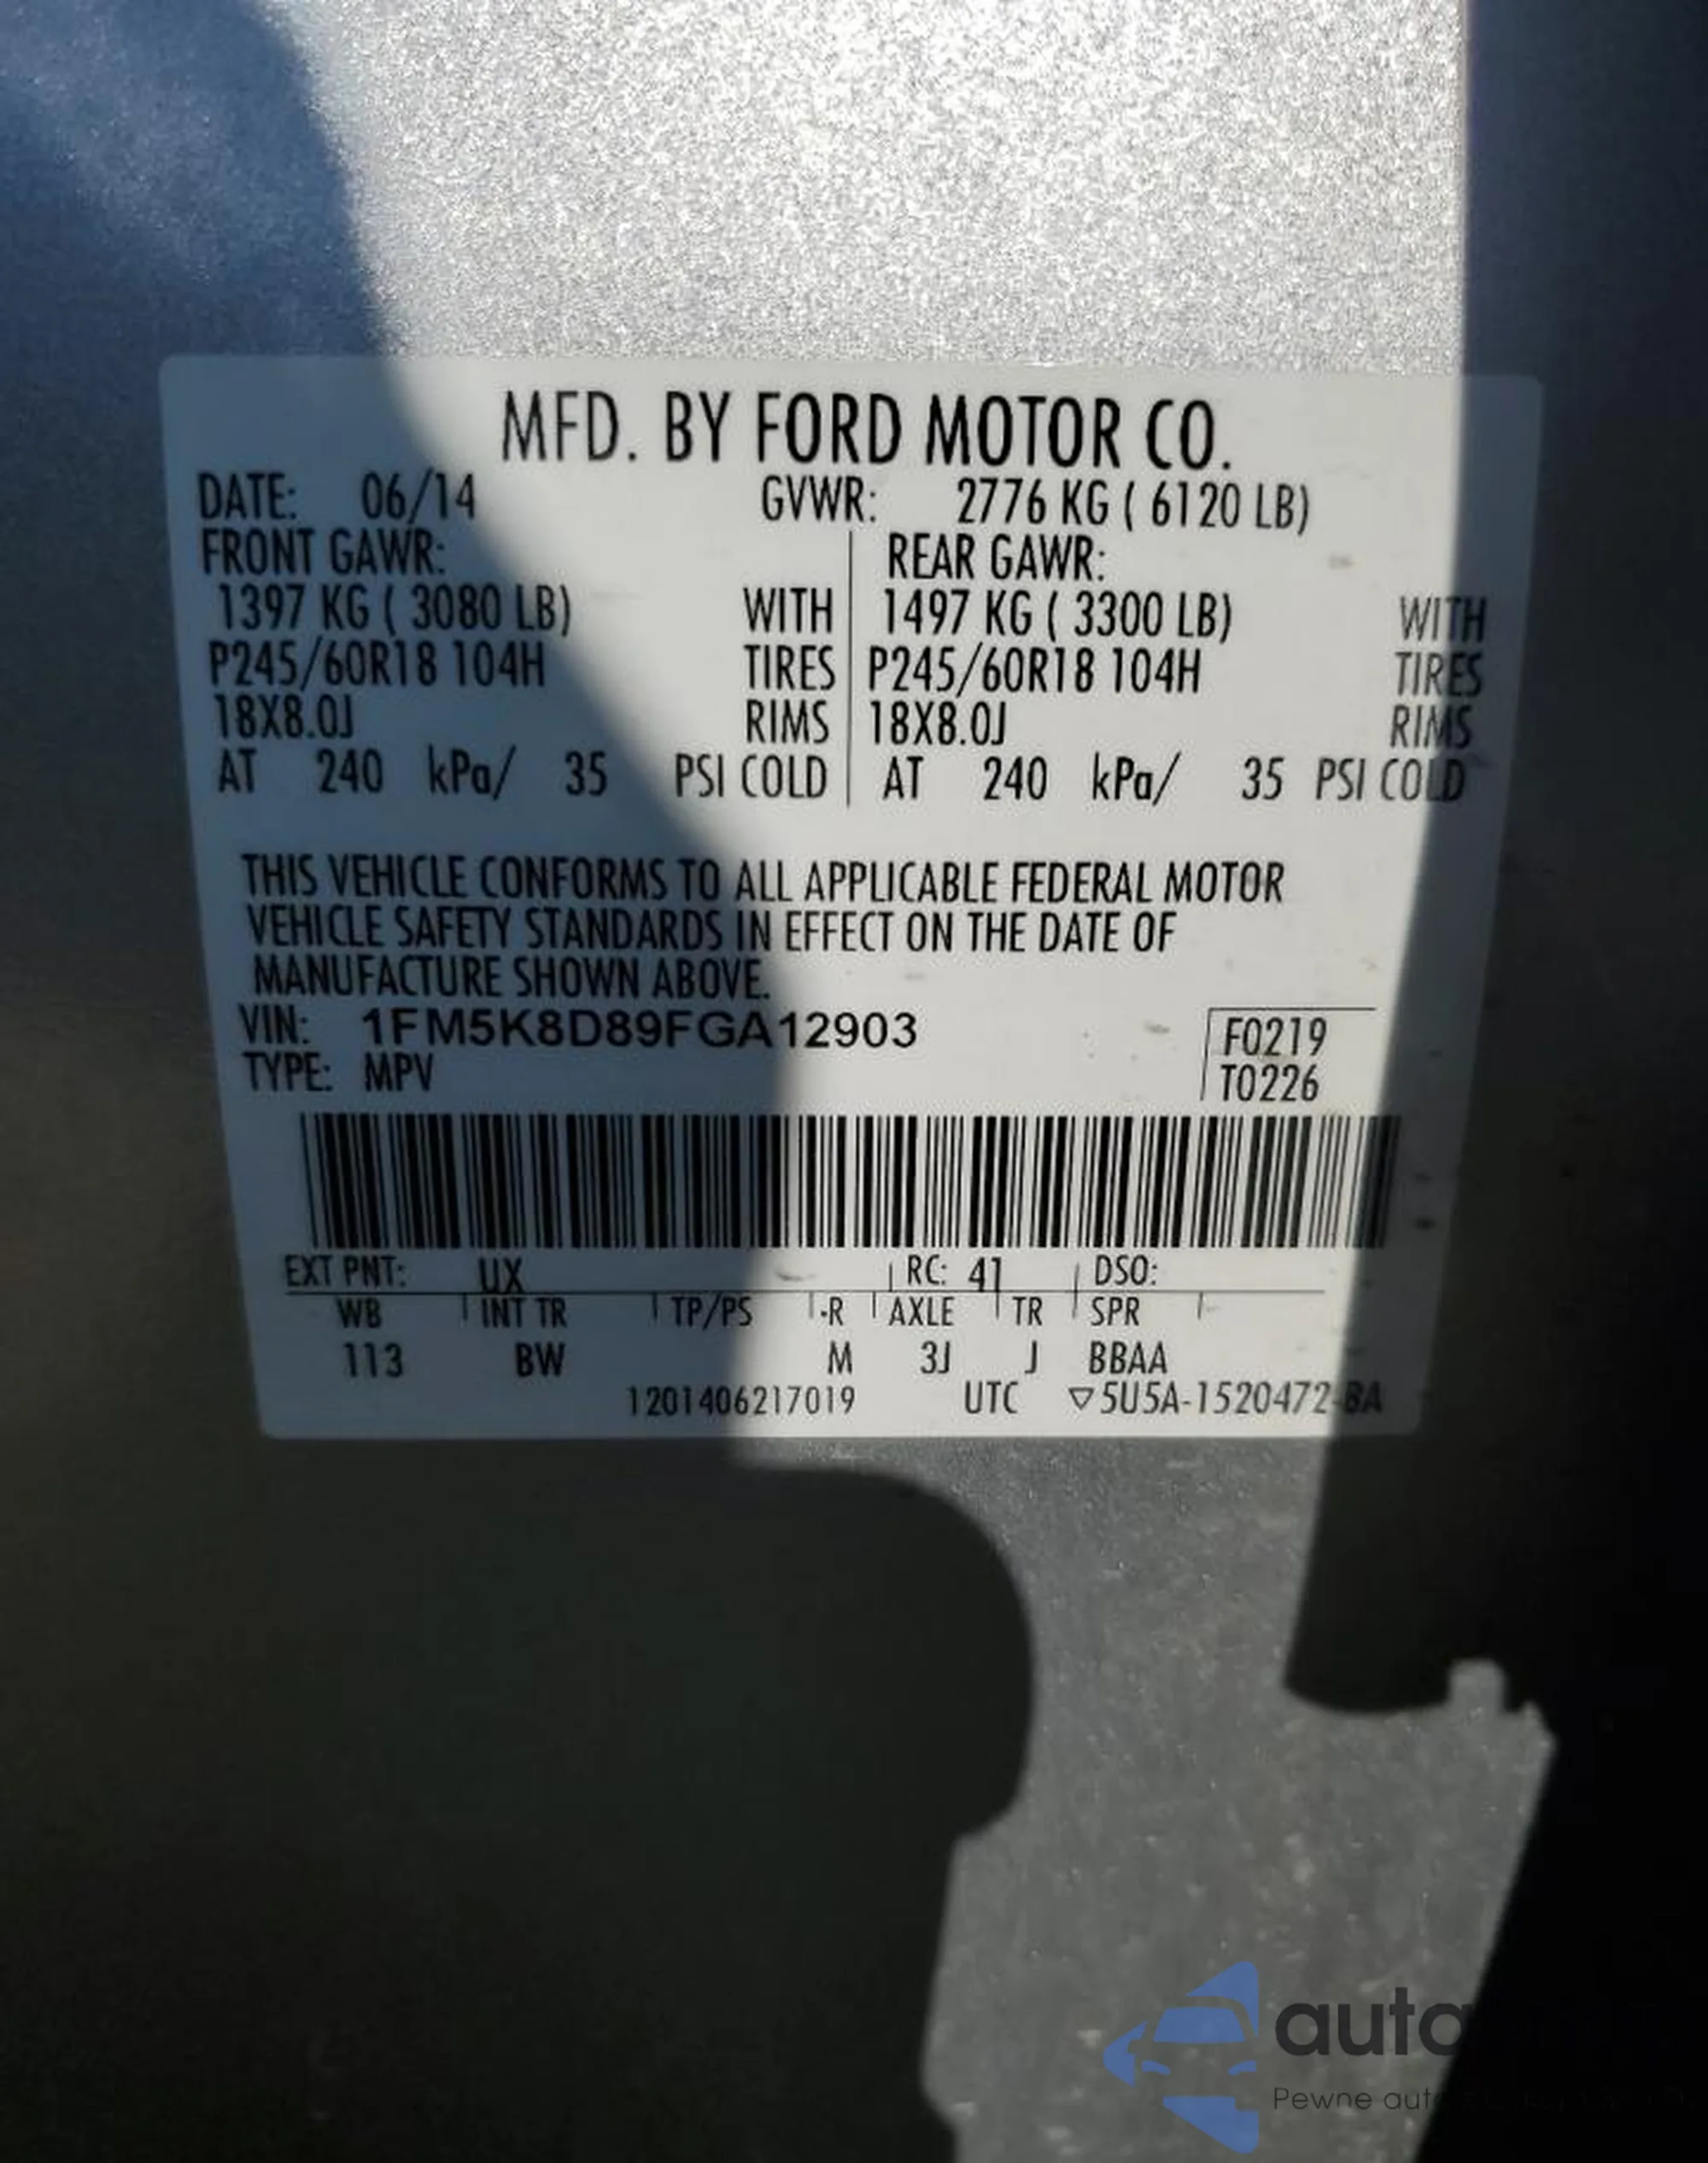 MFD. BY FORD MOTOR CO.
DATE: 06/14 GVWR: 2776 KG ( 6120 LB)
FRONT GAWR: REAR GAWR:
1397 KG ( 3080 LB) WITH 1497 KG ( 3300 LB) WITH
P245/60R18 104H TIRES P245/60R18 104H TIRES
18X8.0J RIMS 18X8.0J RIMS
AT 240 kPa/ 35 PSI COLD AT 240 kPa/ 35 PSI COLD
THIS VEHICLE CONFORMS TO ALL APPLICABLE FEDERAL MOTOR
VEHICLE SAFETY STANDARDS IN EFFECT ON THE DATE OF
MANUFACTURE SHOWN ABOVE.
VIN: 1FM5K8D89FGA12903 F0219
TYPE: MPV T0226
EXT PNT: UX RC: 41 DSO:
WB INT TR TP/PS -R AXLE TR SPR
113 BW M 3J J BBAA
1201406217019 UTC ▽5U5A-1520472-BA
Pewne